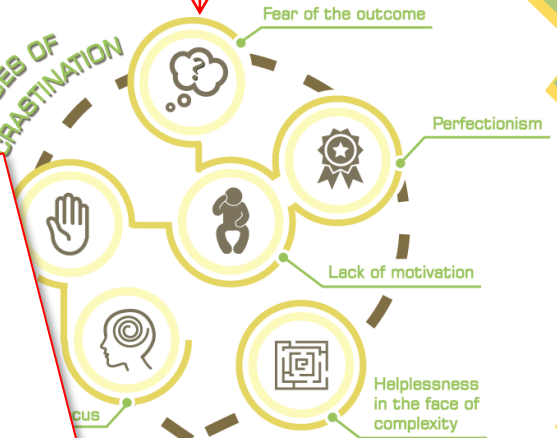 Fear of the outcome
Perfectionism
Lack of motivation
Helplessness
in the face of
complexity
?